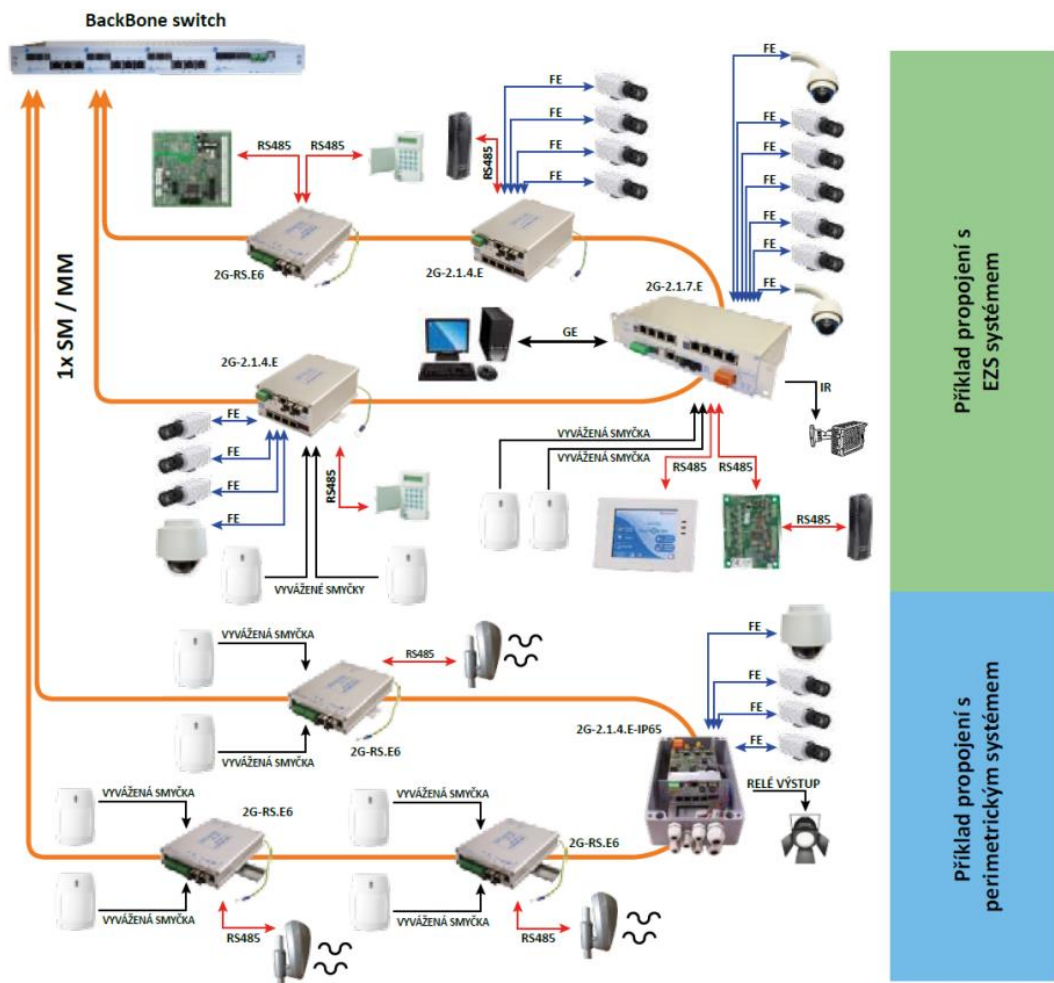 BackBone switch
FE
FE
FE
FE
FE
RS485
RS485
RS485
FE
FE
FE
FE
FE
FE
2G-RS.E6
2G-2.1.4.E
2G-2.1.7.E
1x SM / MM
GE
2G-2.1.4.E
IR
FE
FE
FE
FE
RS485
VYVÁŽENÁ SMYČKA
VYVÁŽENÁ SMYČKA
RS485
RS485
RS485
VYVÁŽENÉ SMYČKY
Příklad propojení s
EZS systémem
VYVÁŽENÁ SMYČKA
RS485
FE
FE
FE
FE
2G-2.1.4.E-IP65
2G-RS.E6
VYVÁŽENÁ SMYČKA
RELÉ VÝSTUP
VYVÁŽENÁ SMYČKA
2G-RS.E6
VYVÁŽENÁ SMYČKA
2G-RS.E6
VYVÁŽENÁ SMYČKA
VYVÁŽENÁ SMYČKA
RS485
RS485
Příklad propojení s
perimetrickým systémem